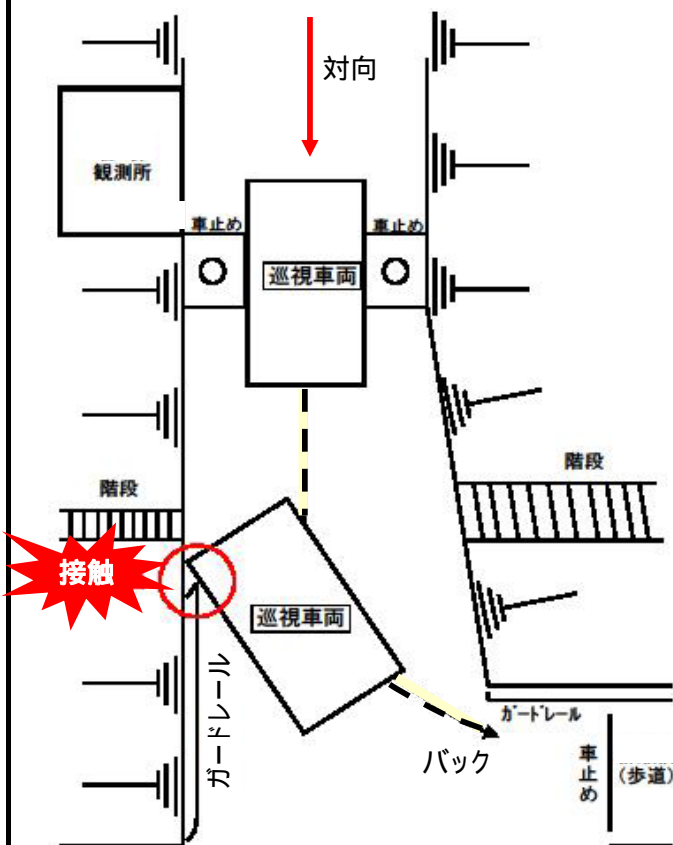 対向
観測所
車止め
車止め
巡視車両
階段
階段
接触
巡視車両
ガードレール
ガードレール
バック
車止め
(歩道)